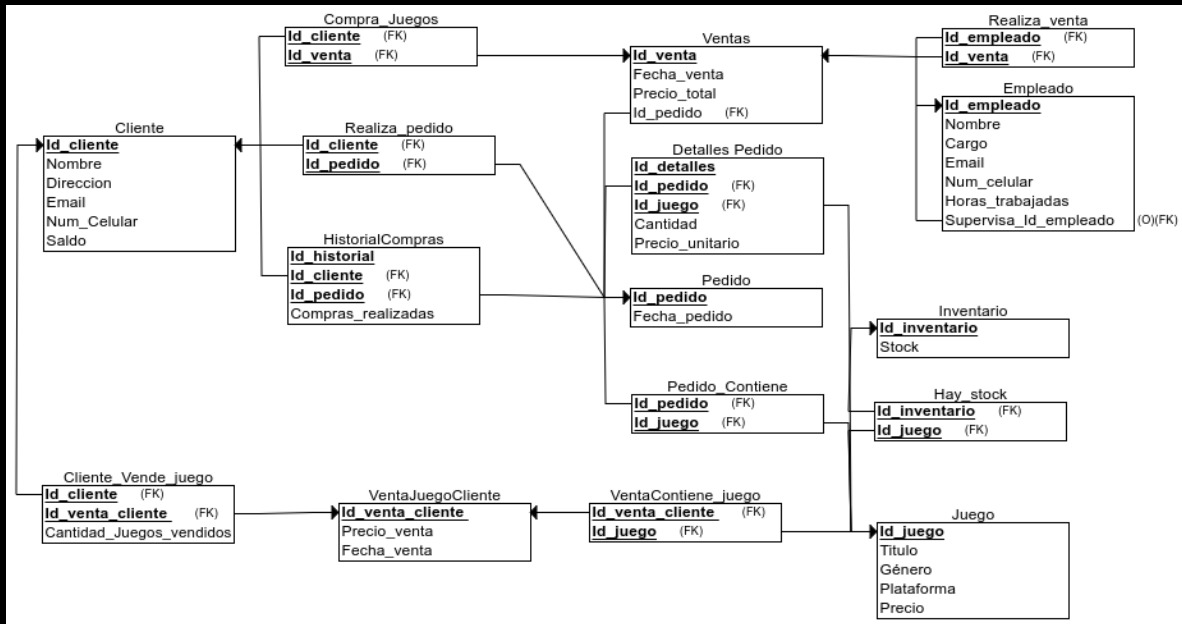 Compra_Juegos
Id_cliente (FK)
Id_venta (FK)
Ventas
Id_venta
Fecha_venta
Precio_total
Id_pedido (FK)
Realiza_venta
Id_empleado (FK)
Id_venta (FK)
Empleado
Id_empleado
Nombre
Cargo
Email
Num_celular
Horas_trabajadas
Supervisa_Id_empleado (O)(FK)
Cliente
Id_cliente
Nombre
Direccion
Email
Num_Celular
Saldo
Realiza_pedido
Id_cliente (FK)
Id_pedido (FK)
Detalles Pedido
Id_detalles
Id_pedido (FK)
Id_juego (FK)
Cantidad
Precio_unitario
HistorialCompras
Id_historial
Id_cliente (FK)
Id_pedido (FK)
Compras_realizadas
Pedido
Id_pedido
Fecha_pedido
Inventario
Id_inventario
Stock
Pedido_Contiene
Id_pedido (FK)
Id_juego (FK)
Hay_stock
Id_inventario (FK)
Id_juego (FK)
Cliente_Vende_juego
Id_cliente (FK)
Id_venta_cliente (FK)
Cantidad_Juegos_vendidos
VentaJuegoCliente
Id_venta_cliente
Precio_venta
Fecha_venta
VentaContiene_juego
Id_venta_cliente (FK)
Id_juego (FK)
Juego
Id_juego
Titulo
Género
Plataforma
Precio